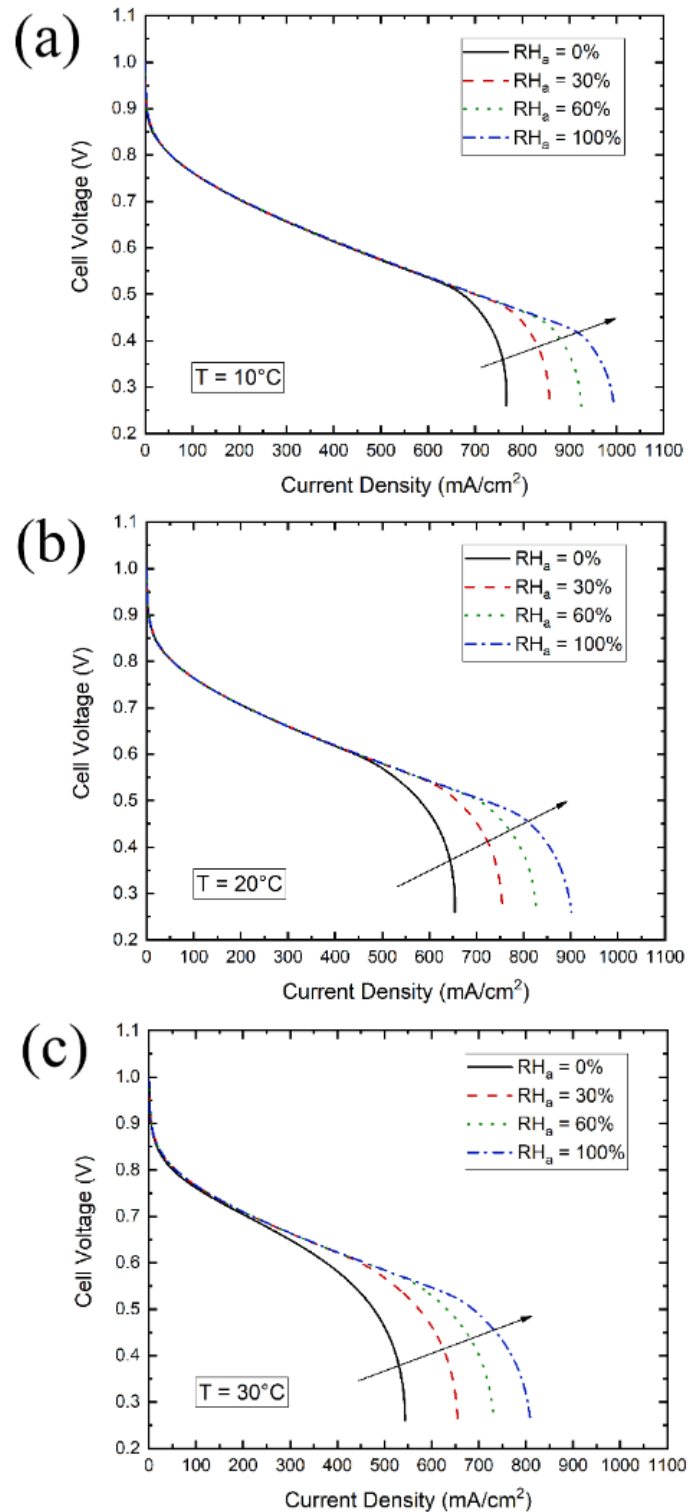 (a)
1.1
1.0
0.9
0.8
0.7
0.6
0.5
0.4
0.3
0.2
Cell Voltage (V)
RHa = 0%
RHa = 30%
RHa = 60%
RHa = 100%
T = 10°C
0 100 200 300 400 500 600 700 800 900 1000 1100
Current Density (mA/cm²)
(b)
1.1
1.0
0.9
0.8
0.7
0.6
0.5
0.4
0.3
0.2
Cell Voltage (V)
RHa = 0%
RHa = 30%
RHa = 60%
RHa = 100%
T = 20°C
0 100 200 300 400 500 600 700 800 900 1000 1100
Current Density (mA/cm²)
(c)
1.1
1.0
0.9
0.8
0.7
0.6
0.5
0.4
0.3
0.2
Cell Voltage (V)
RHa = 0%
RHa = 30%
RHa = 60%
RHa = 100%
T = 30°C
0 100 200 300 400 500 600 700 800 900 1000 1100
Current Density (mA/cm²)